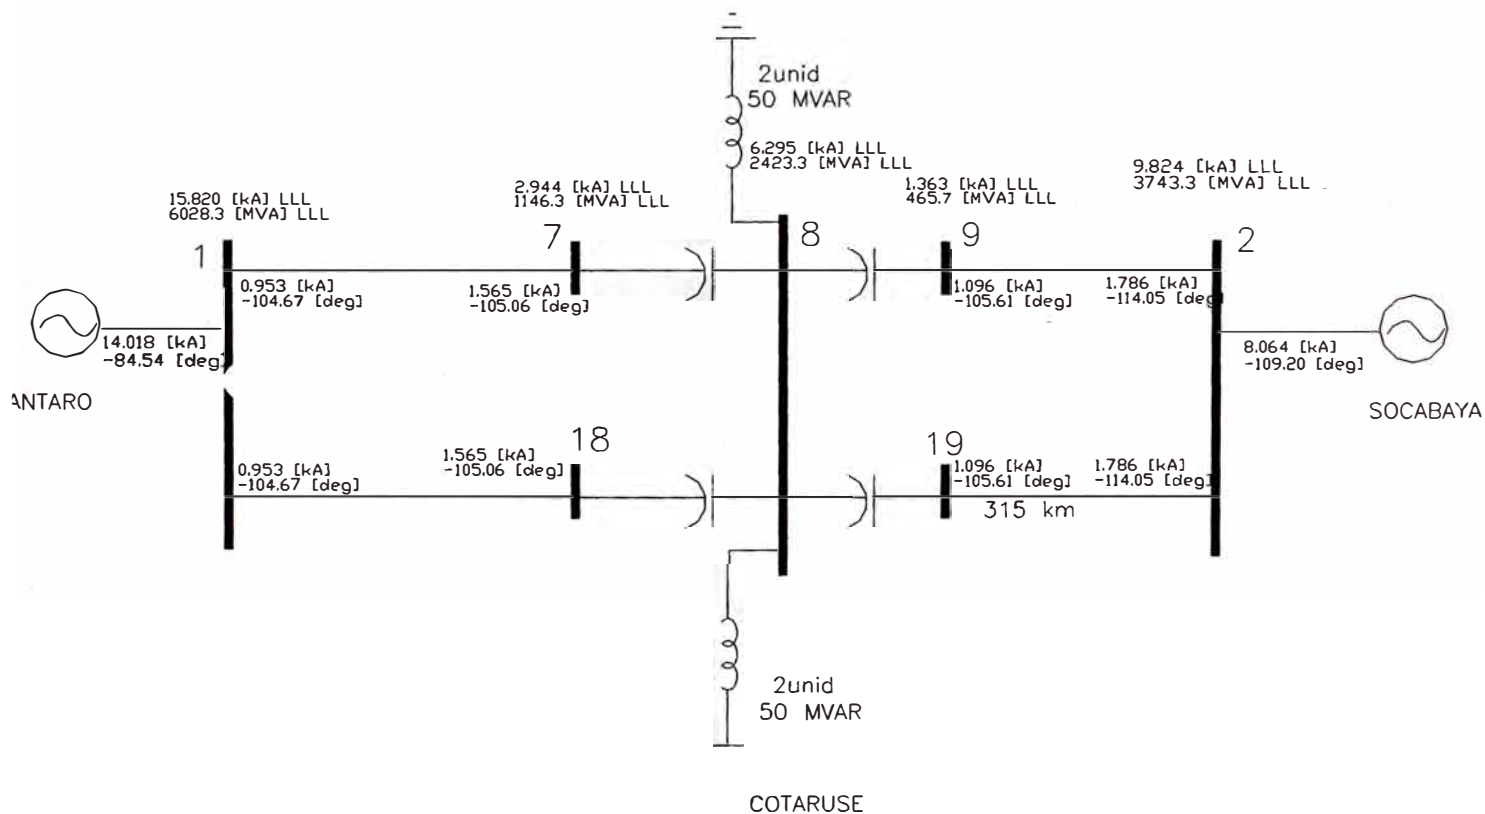 2unid
50 MVAR
6.295 [kA] LLL
2423.3 [MVA] LLL
15.820 [kA] LLL
6028.3 [MVA] LLL
2.944 [kA] LLL
1146.3 [MVA] LLL
1.363 [kA] LLL
465.7 [MVA] LLL
9.824 [kA] LLL
3743.3 [MVA] LLL
1
7
8
9
2
0.953 [kA]
-104.67 [deg]
1.565 [kA]
-105.06 [deg]
1.096 [kA]
-105.61 [deg]
1.786 [kA]
-114.05 [deg]
14.018 [kA]
-84.54 [deg]
8.064 [kA]
-109.20 [deg]
ANTARO
SOCABAYA
18
19
0.953 [kA]
-104.67 [deg]
1.565 [kA]
-105.06 [deg]
1.096 [kA]
-105.61 [deg]
1.786 [kA]
-114.05 [deg]
315 km
2unid
50 MVAR
COTARUSE